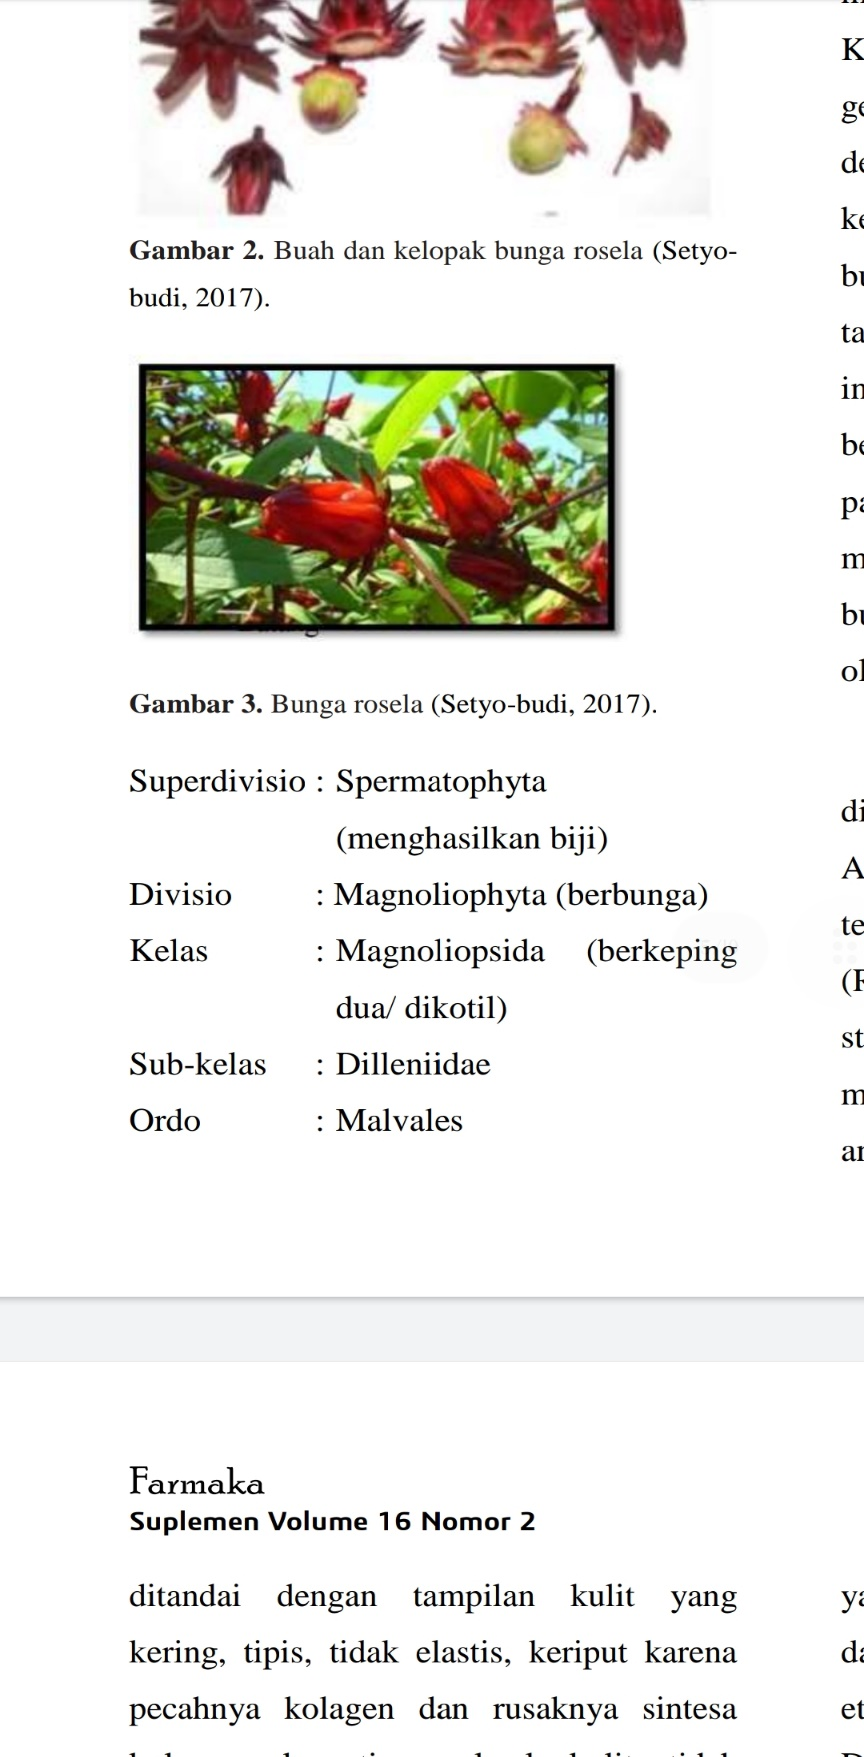 Gambar 2. Buah dan kelopak bunga rosela (Setyo-
budi, 2017).
Gambar 3. Bunga rosela (Setyo-budi, 2017).
Superdivisio : Spermatophyta
(menghasilkan biji)
Divisio : Magnoliophyta (berbunga)
Kelas : Magnoliopsida (berkeping
dua/ dikotil)
Sub-kelas : Dilleniidae
Ordo : Malvales
Farmaka
Suplemen Volume 16 Nomor 2
ditandai dengan tampilan kulit yang
kering, tipis, tidak elastis, keriput karena
pecahnya kolagen dan rusaknya sintesa